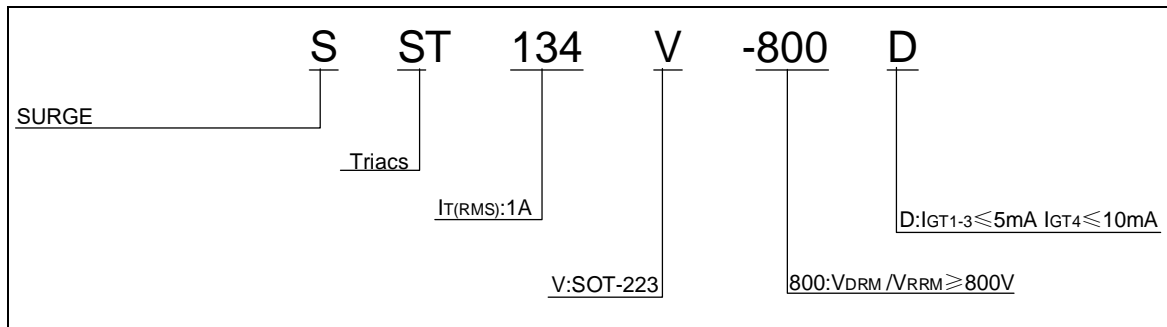 S ST 134 V -800 D
SURGE
Triacs
IT(RMS):1A
D:IGT1-3≤5mA IGT4≤10mA
V:SOT-223
800:VDRM/VRRM≥800V